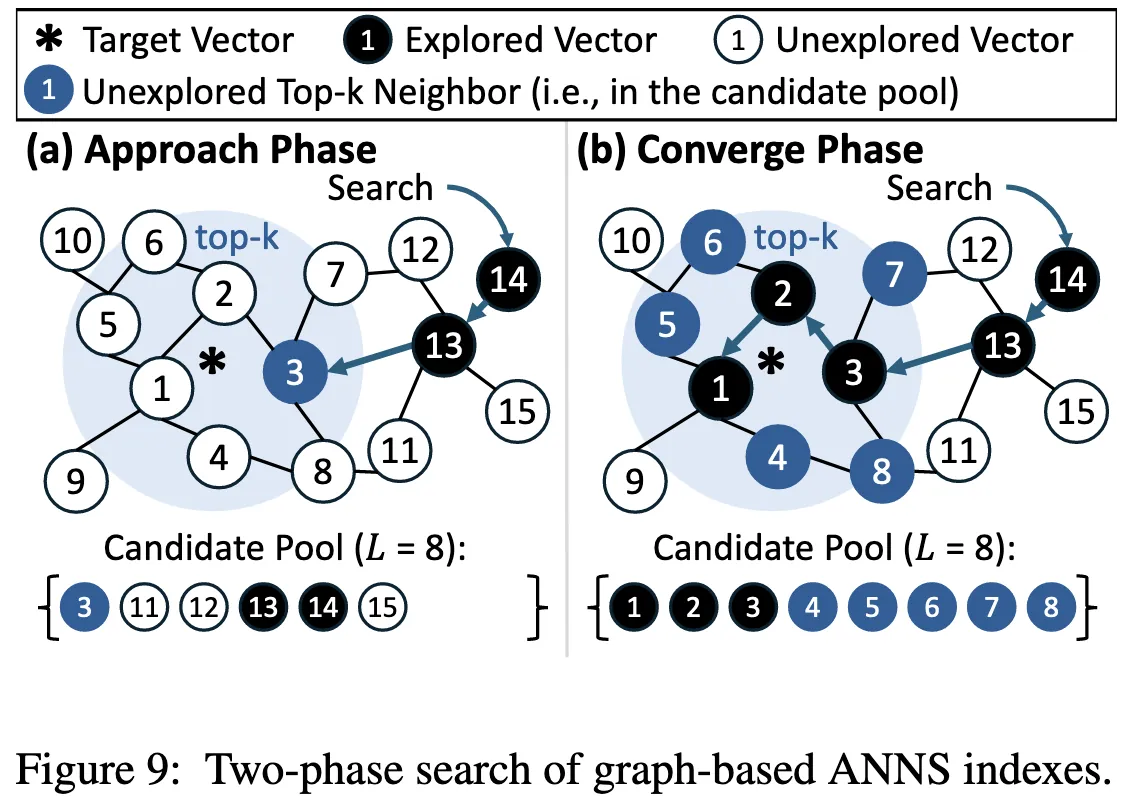 * Target Vector 1 Explored Vector 1 Unexplored Vector
1 Unexplored Top-k Neighbor (i.e., in the candidate pool)
(a) Approach Phase
Search
10 6 top-k 12
7 14
2
5 13
* 3
1 15
4 11
8
9
Candidate Pool (L = 8):
{ 3 11 12 13 14 15 }
(b) Converge Phase
Search
10 6 top-k 12
7 14
2
5 13
* 3
1 15
4 11
8
9
Candidate Pool (L = 8):
{ 1 2 3 4 5 6 7 8 }
Figure 9: Two-phase search of graph-based ANNS indexes.